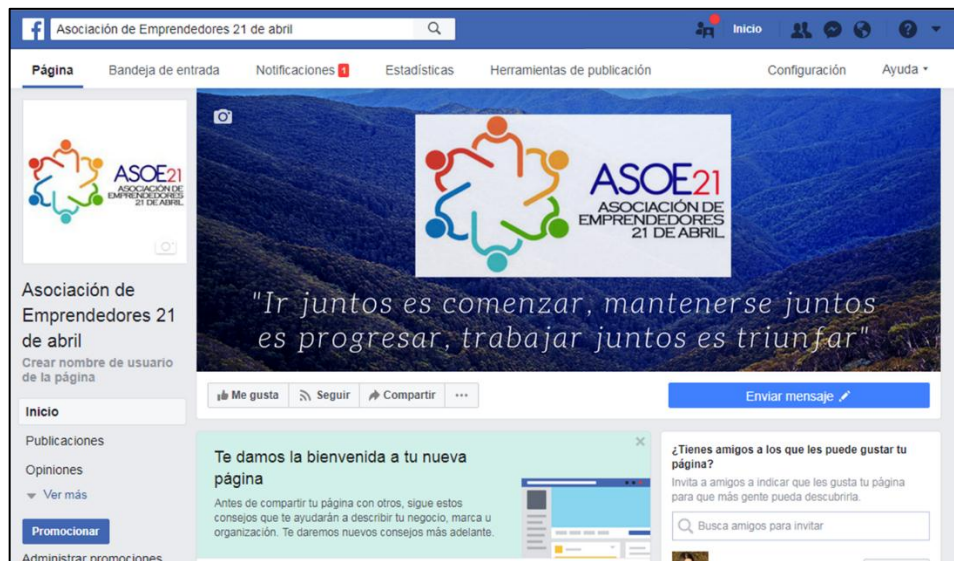 Asociación de Emprendedores 21 de abril
Inicio
Página
Bandeja de entrada
Notificaciones 1
Estadísticas
Herramientas de publicación
Configuración
Ayuda
ASOE21
ASOCIACIÓN DE
EMPRENDEDORES
21 DE ABRIL
ASOE21
ASOCIACIÓN DE
EMPRENDEDORES
21 DE ABRIL
"Ir juntos es comenzar, mantenerse juntos
es progresar, trabajar juntos es triunfar"
Asociación de
Emprendedores 21
de abril
Crear nombre de usuario
de la página
Inicio
Publicaciones
Opiniones
Ver más
Promocionar
Administrar promociones
Me gusta
Seguir
Compartir
Enviar mensaje
Te damos la bienvenida a tu nueva
página
Antes de compartir tu página con otros, sigue estos
consejos que te ayudarán a describir tu negocio, marca u
organización. Te daremos nuevos consejos más adelante.
¿Tienes amigos a los que les puede gustar tu
página?
Invita a amigos a indicar que les gusta tu página
para que más gente pueda descubrirla.
Busca amigos para invitar